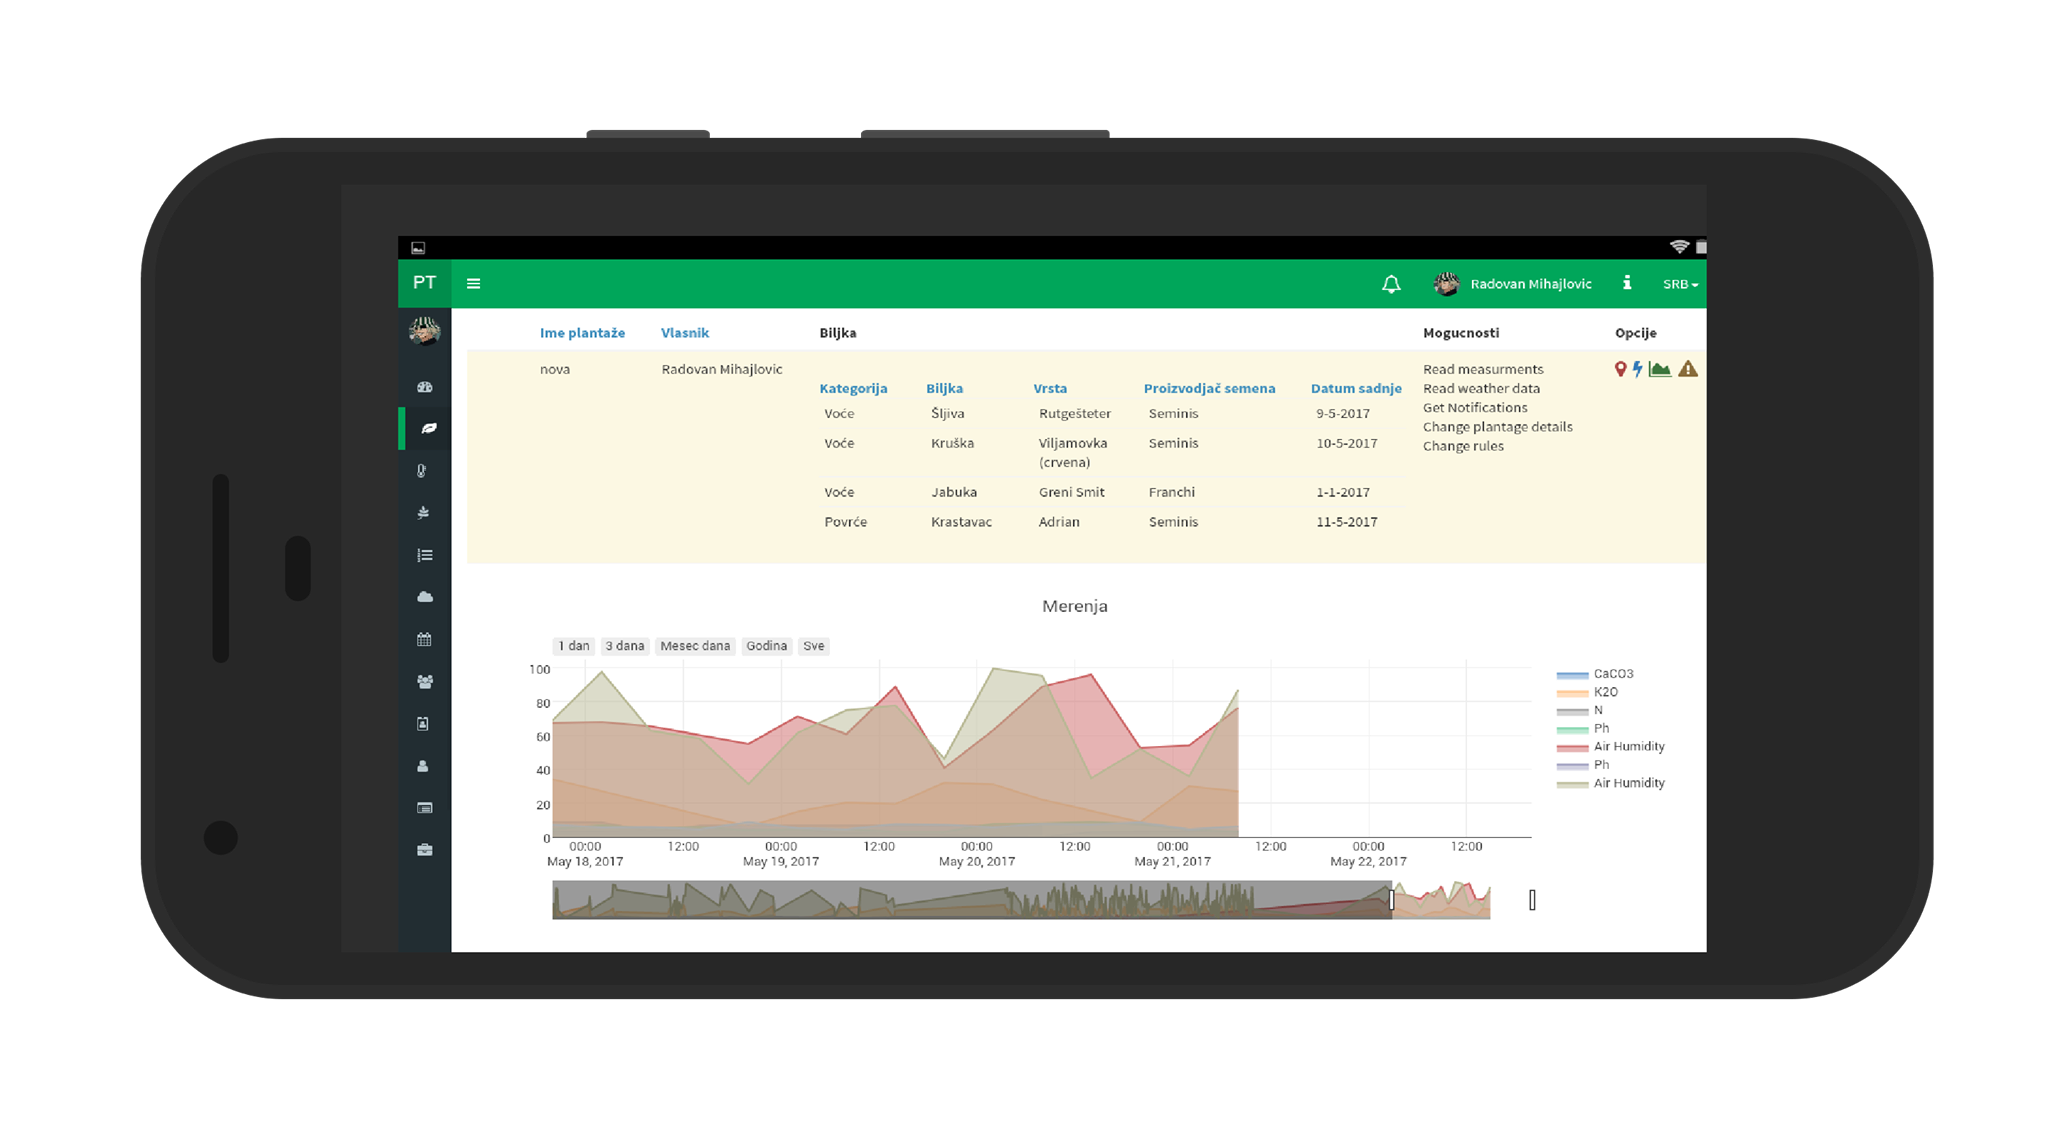 PT
Radovan Mihajlovic
SRB
Ime plantaže Vlasnik Biljka Mogucnosti Opcije
nova Radovan Mihajlovic
Kategorija Biljka Vrsta Proizvodjač semena Datum sadnje
Voće Šljiva Rutgešteter Seminis 9-5-2017
Voće Kruška Viljamovka Seminis 10-5-2017
(crvena)
Voće Jabuka Greni Smit Franchi 1-1-2017
Povrće Krastavac Adrian Seminis 11-5-2017
Read measurments
Read weather data
Get Notifications
Change plantage details
Change rules
Merenja
1 dan 3 dana Mesec dana Godina Sve
100
80
60
40
20
0
00:00 12:00 00:00 12:00 00:00 12:00 00:00 12:00 00:00 12:00
May 18, 2017 May 19, 2017 May 20, 2017 May 21, 2017 May 22, 2017
CaCO3
K2O
N
Ph
Air Humidity
Ph
Air Humidity